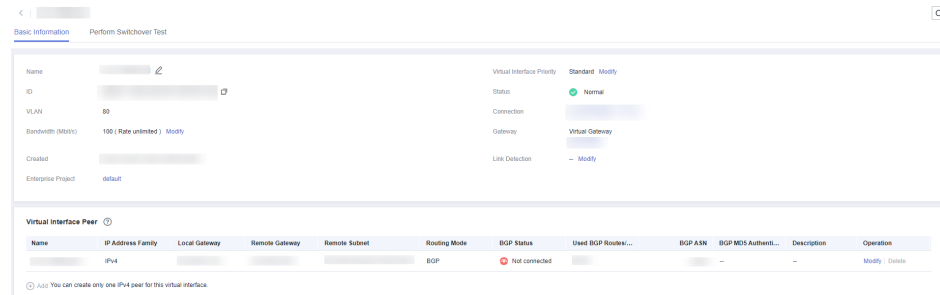 Basic Information Perform Switchover Test
Name
Virtual Interface Priority Standard Modify
ID
Status Normal
VLAN 80
Connection
Bandwidth (Mbit/s) 100 ( Rate unlimited ) Modify
Gateway Virtual Gateway
Created
Link Detection -- Modify
Enterprise Project default
Virtual Interface Peer
Name IP Address Family Local Gateway Remote Gateway Remote Subnet Routing Mode BGP Status Used BGP Routes/... BGP ASN BGP MD5 Authenti... Description Operation
IPv4 BGP Not connected -- -- Modify Delete
Add You can create only one IPv4 peer for this virtual interface.